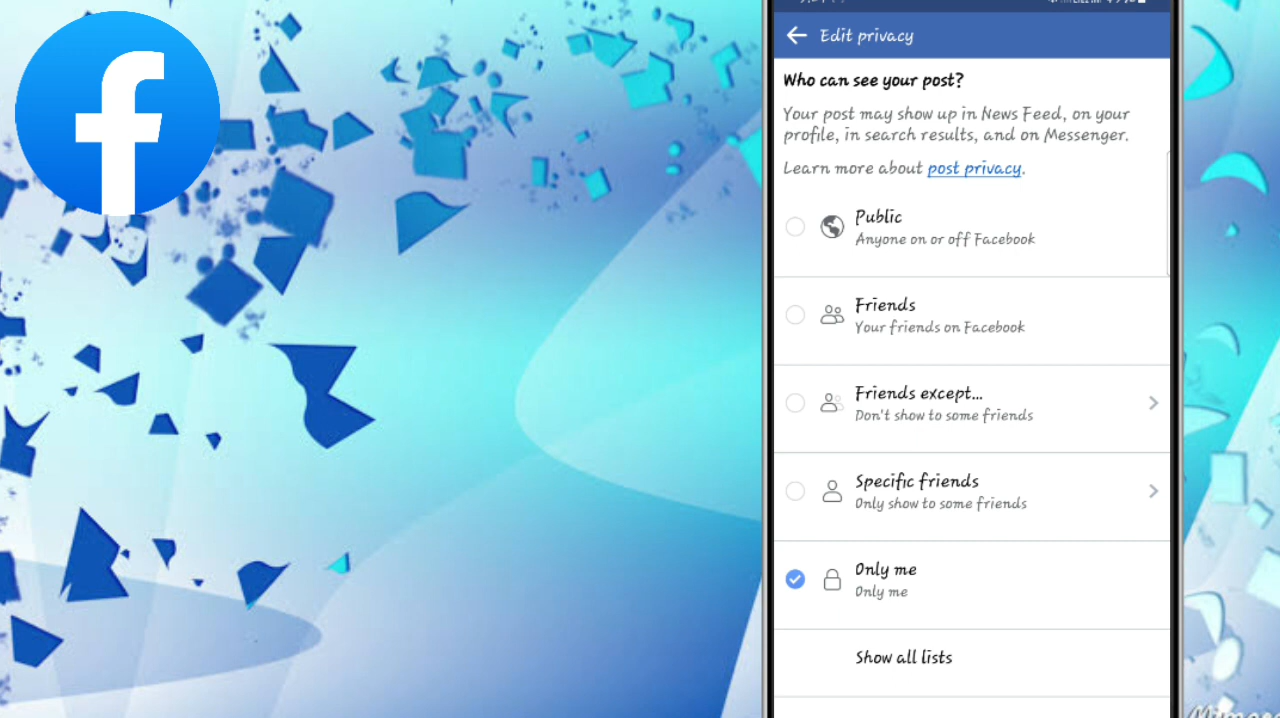 Edit privacy
Who can see your post?
Your post may show up in News Feed, on your
profile, in search results, and on Messenger.
Learn more about post privacy.
Public
Anyone on or off Facebook
Friends
Your friends on Facebook
Friends except...
Don't show to some friends
Specific friends
Only show to some friends
Only me
Only me
Show all lists